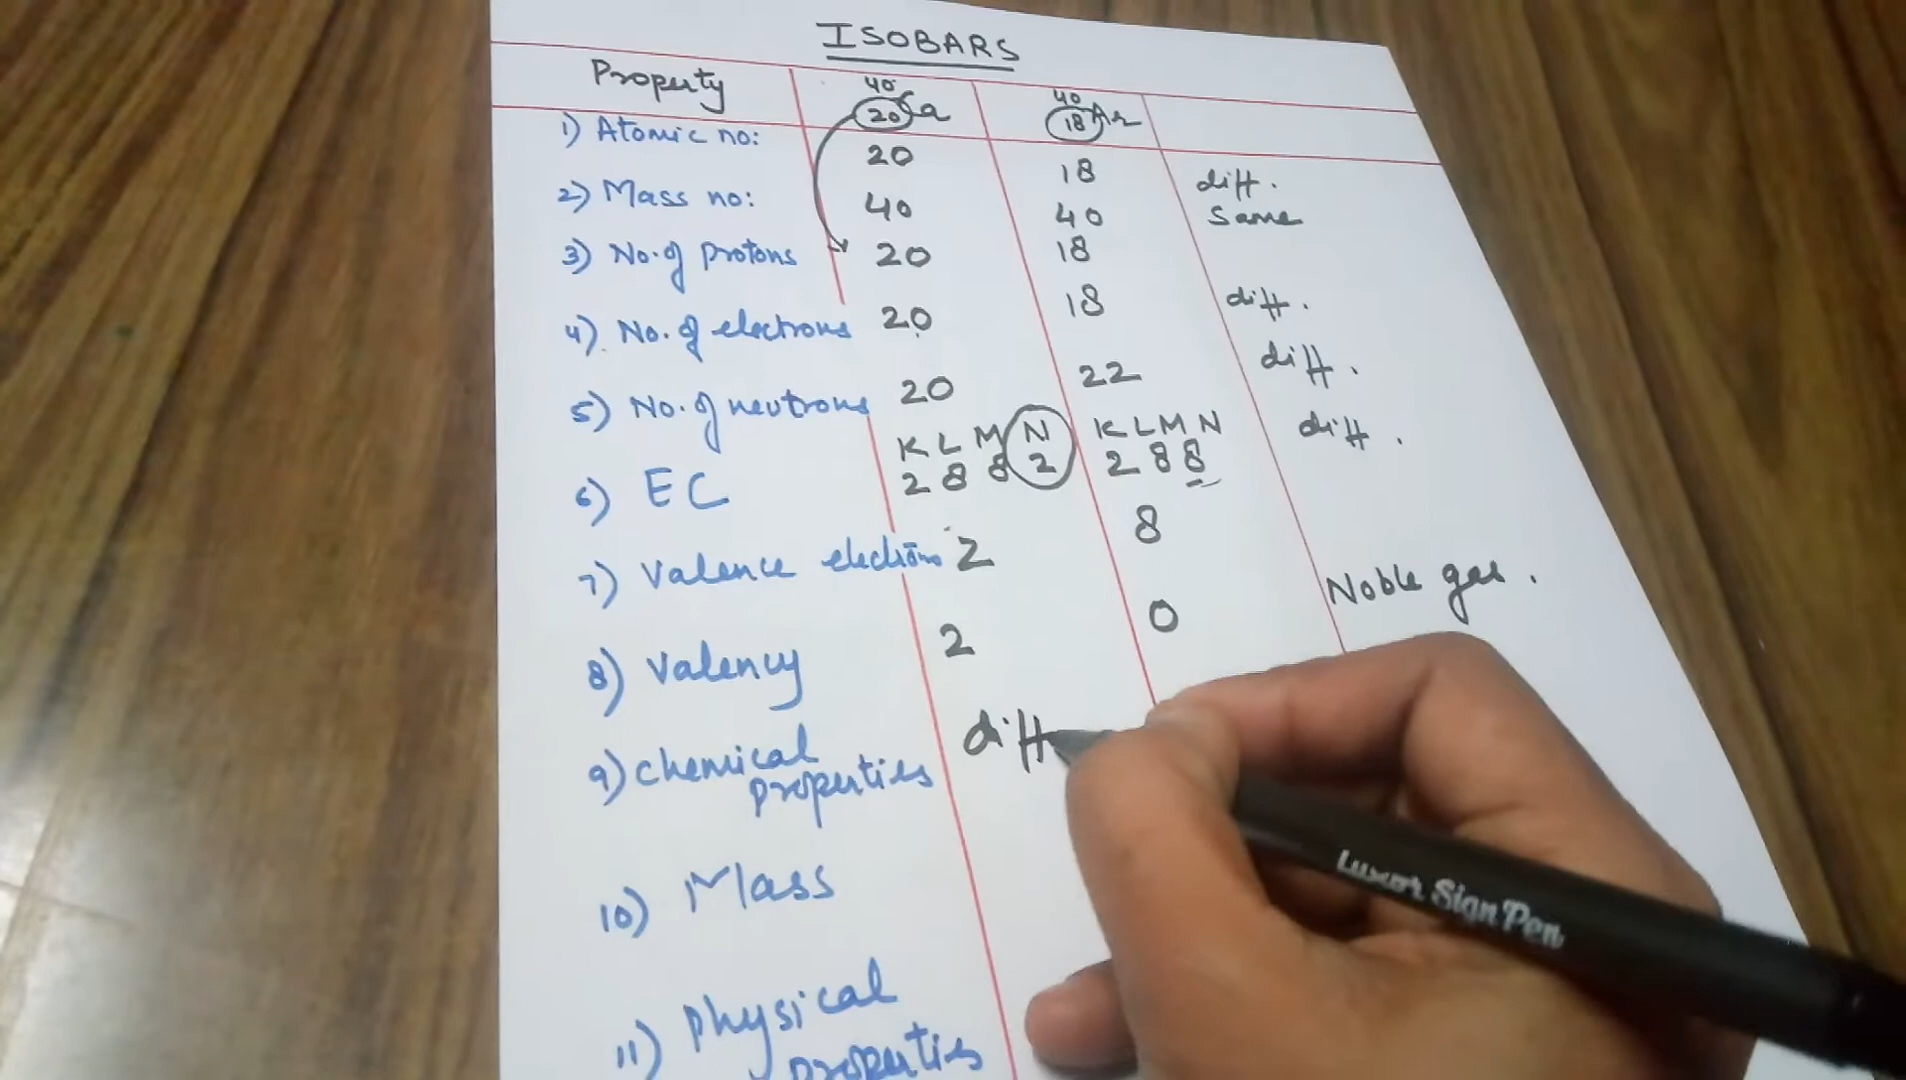 ISOBARS
Property 40 20 Ca 40 18 Ar
1) Atomic no: 20 18 diff.
2) Mass no: 40 40 Same
3) No. of protons 20 18
4) No. of electrons 20 18 diff.
5) No. of neutrons 20 22 diff.
K L M N K L M N diff.
6) EC 2 8 8 2 2 8 8
7) Valence electrons 2 8
8) Valency 2 0 Noble gas.
9) chemical properties diff
10) Mass
11) Physical properties
Luxor Sign Pen